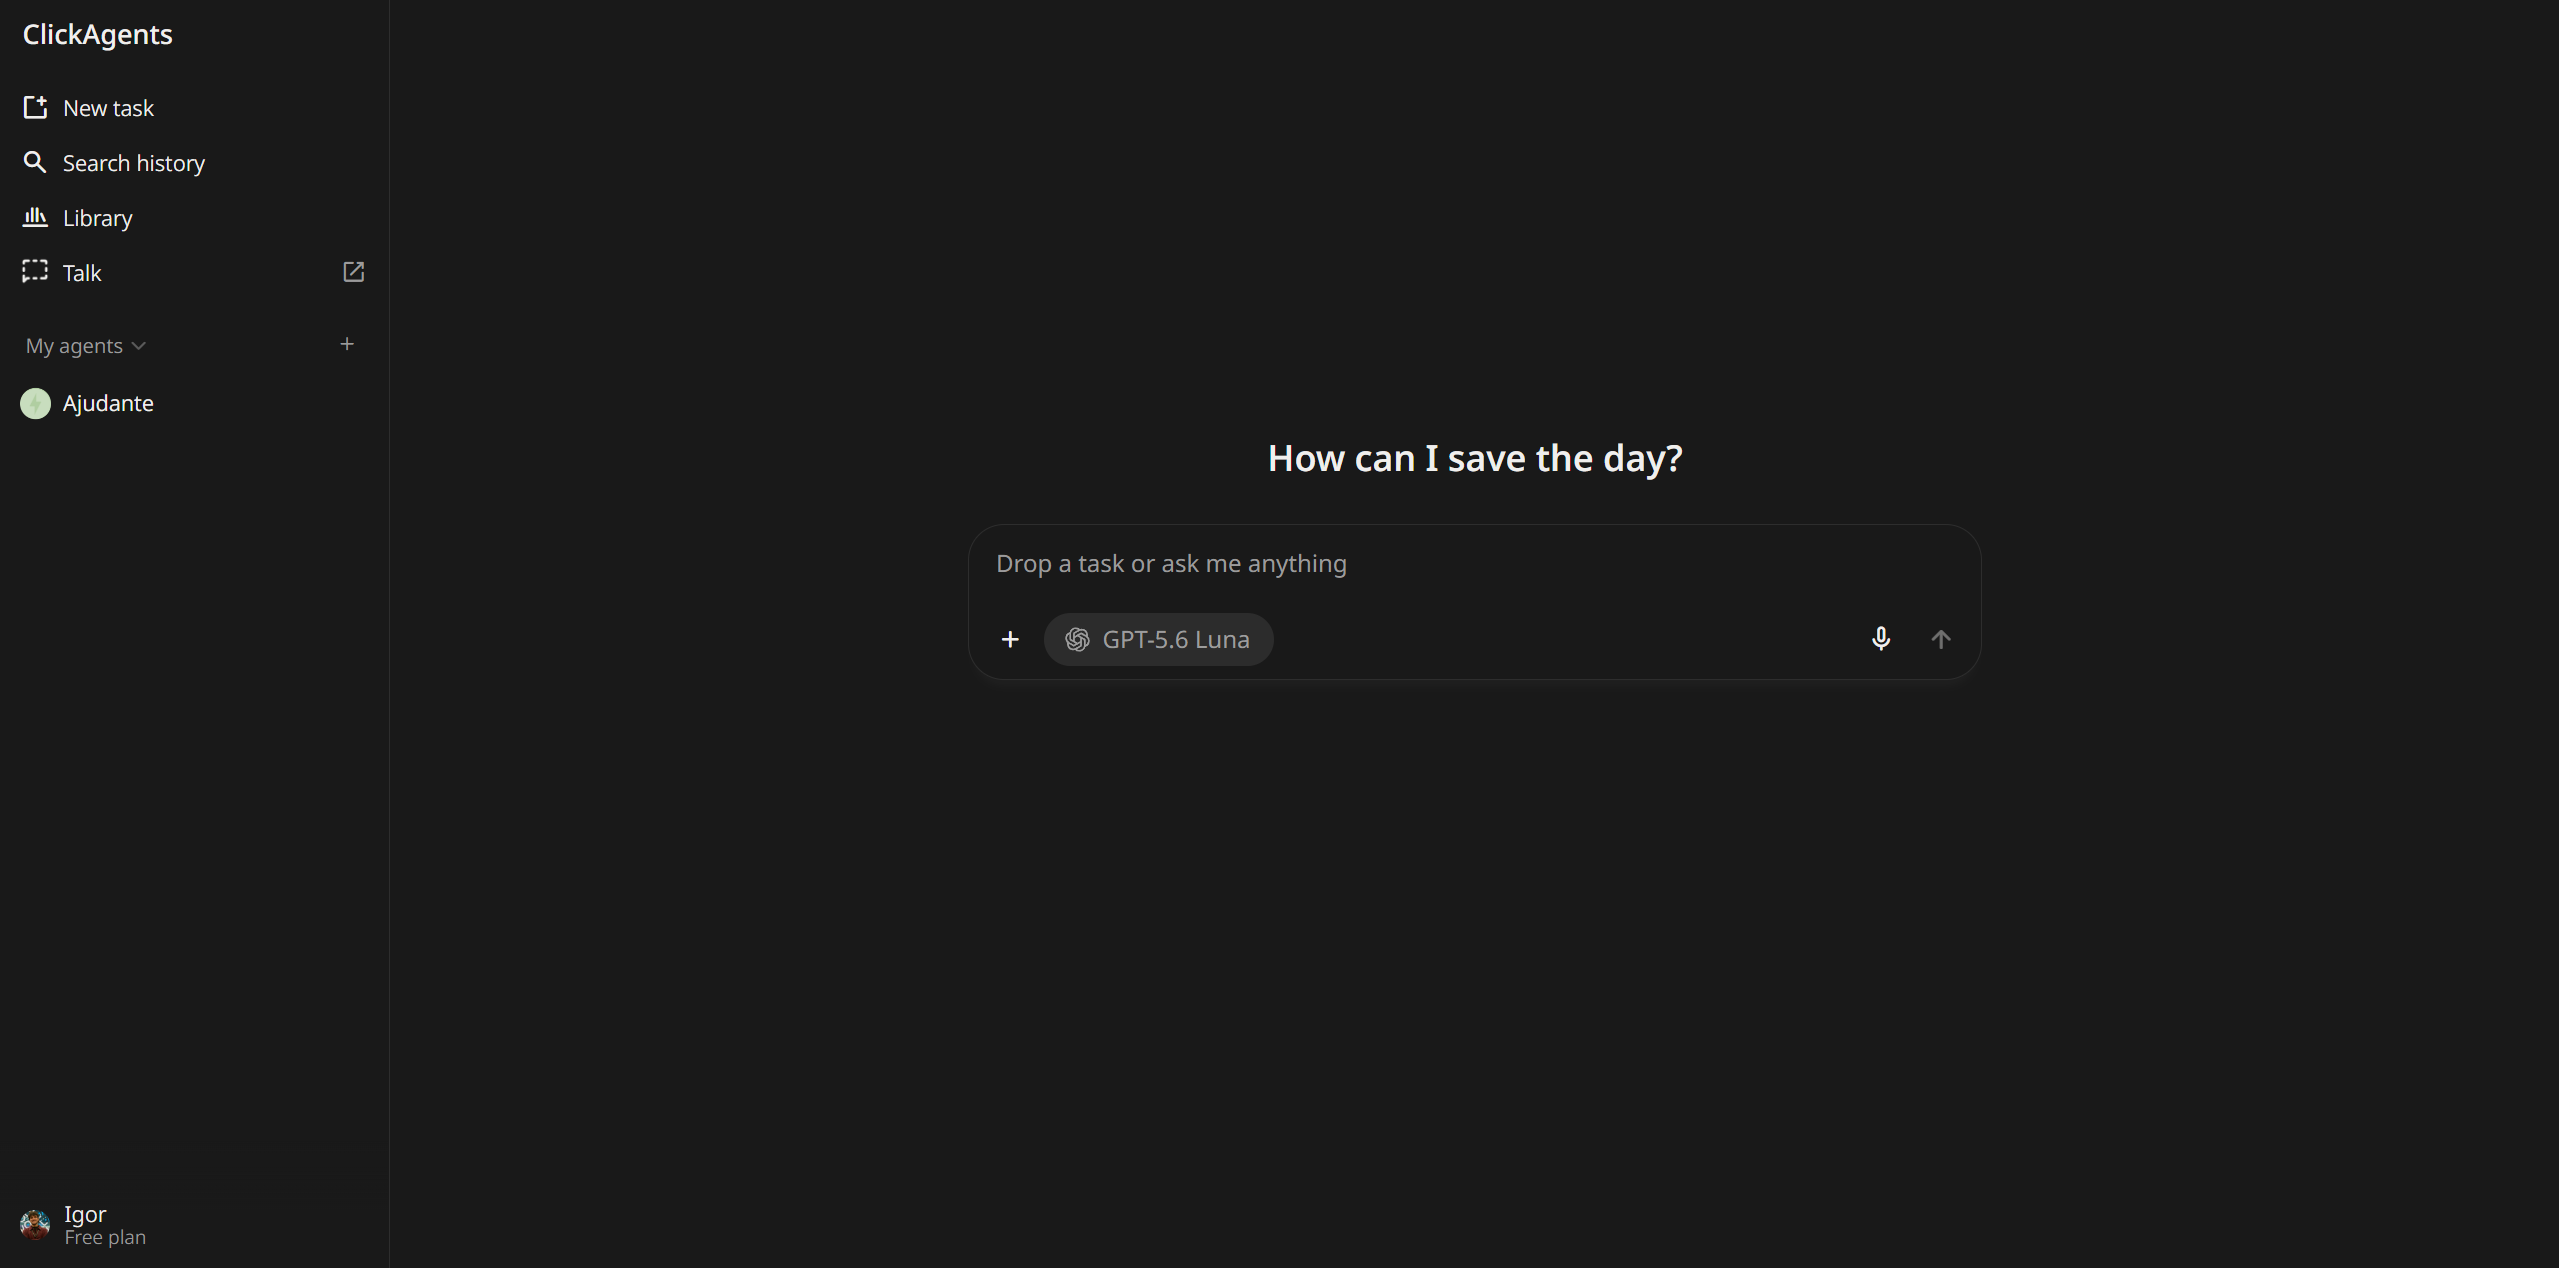 ClickAgents
New task
Search history
Library
Talk
My agents
Ajudante
How can I save the day?
Drop a task or ask me anything
GPT-5.6 Luna
Igor
Free plan